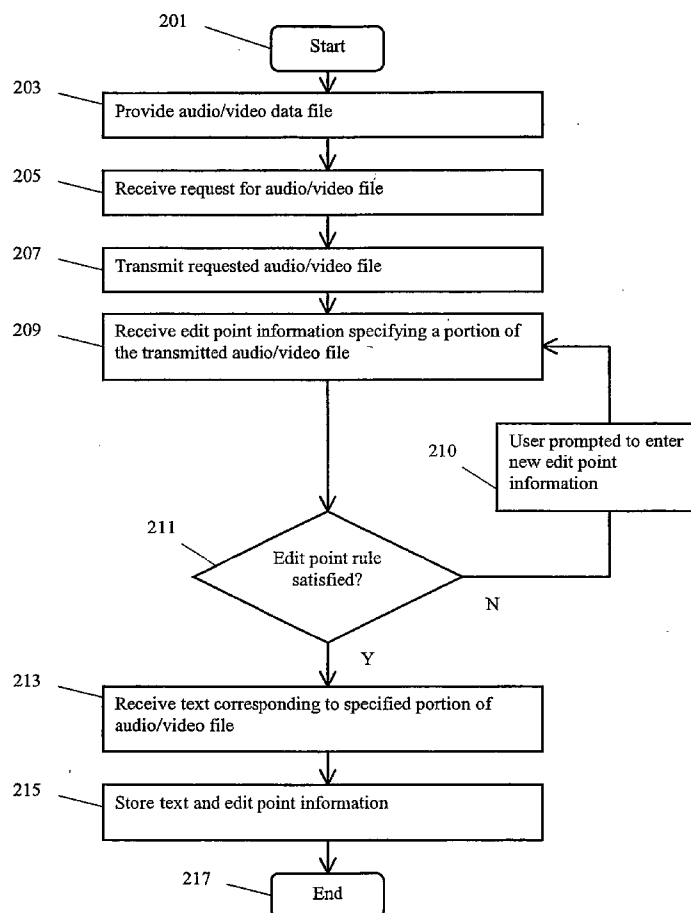 201
Start
203
Provide audio/video data file
205
Receive request for audio/video file
207
Transmit requested audio/video file
209
Receive edit point information specifying a portion of
the transmitted audio/video file
210
User prompted to enter
new edit point
information
211
Edit point rule
satisfied?
N
Y
213
Receive text corresponding to specified portion of
audio/video file
215
Store text and edit point information
217
End